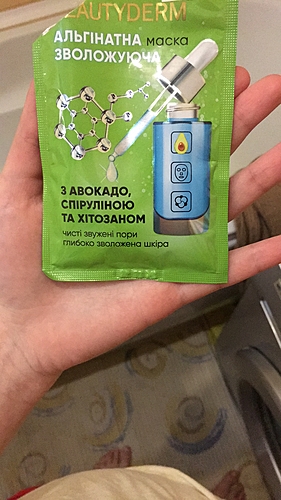 EAUTYDERM
АЛЬГІНАТНА маска
ЗВОЛОЖУЮЧА
З АВОКАДО,
СПІРУЛІНОЮ
ТА ХІТОЗАНОМ
чисті звужені пори
глибоко зволожена шкіра